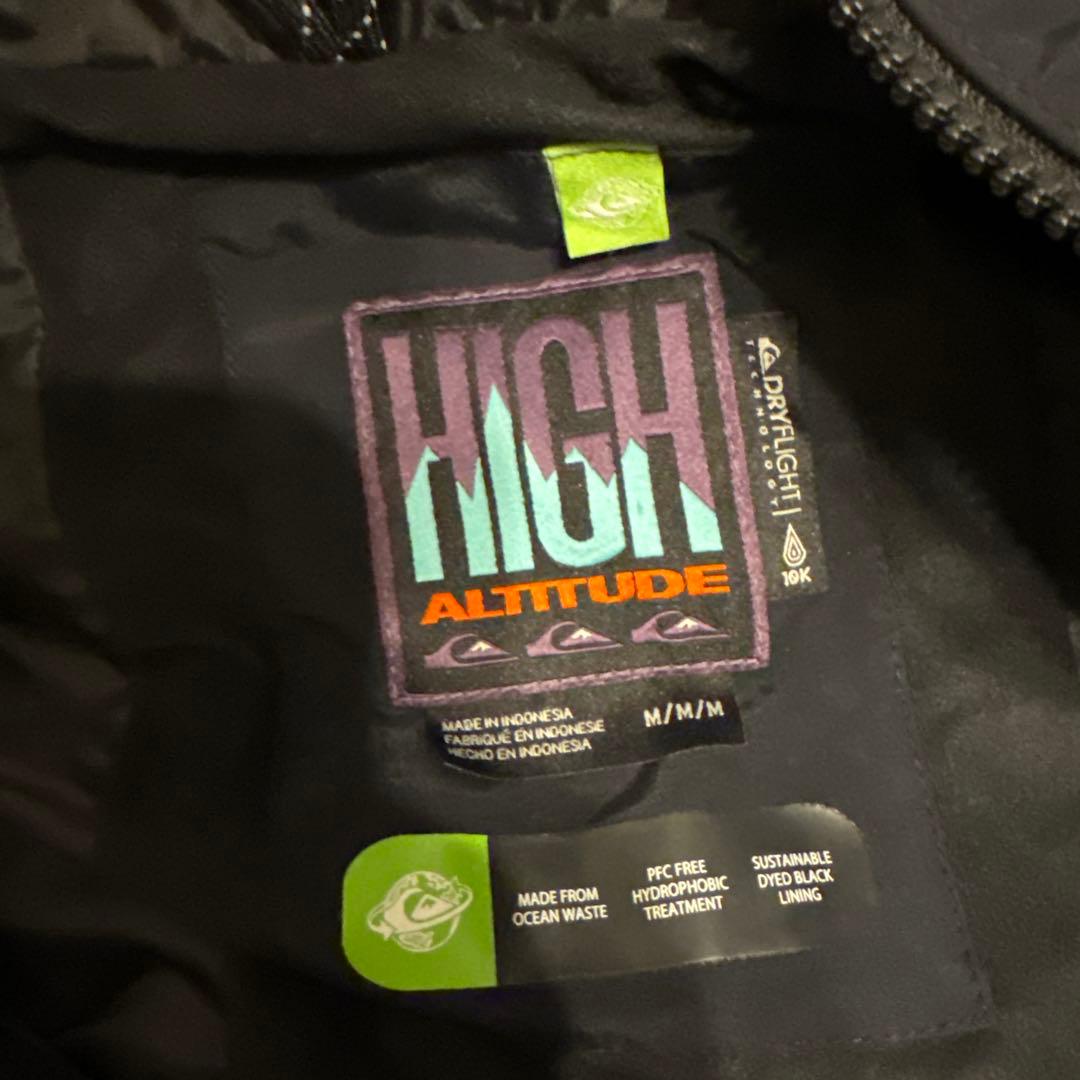 HIGH
ALTITUDE
DRYFLIGHT
TECHNOLOGY
10K
MADE IN INDONESIA
FABRIQUÉ EN INDONESIE
HECHO EN INDONESIA
M/M/M
MADE FROM
OCEAN WASTE
PFC FREE
HYDROPHOBIC
TREATMENT
SUSTAINABLE
DYED BLACK
LINING